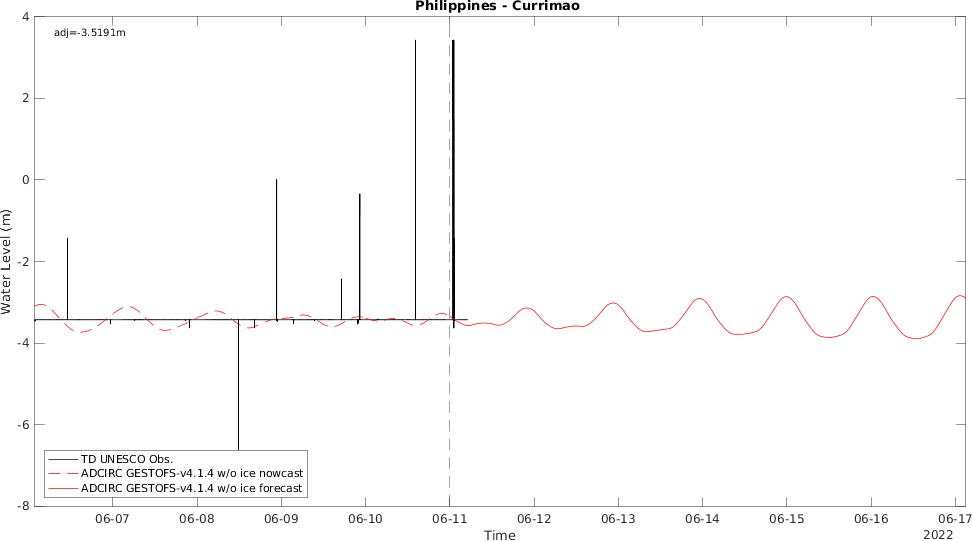 Philippines - Currimao
adj=-3.5191m
4
2
0
-2
-4
-6
-8
Water Level (m)
TD UNESCO Obs.
ADCIRC GESTOFS-v4.1.4 w/o ice nowcast
ADCIRC GESTOFS-v4.1.4 w/o ice forecast
06-07 06-08 06-09 06-10 06-11 06-12 06-13 06-14 06-15 06-16 06-17
Time
2022